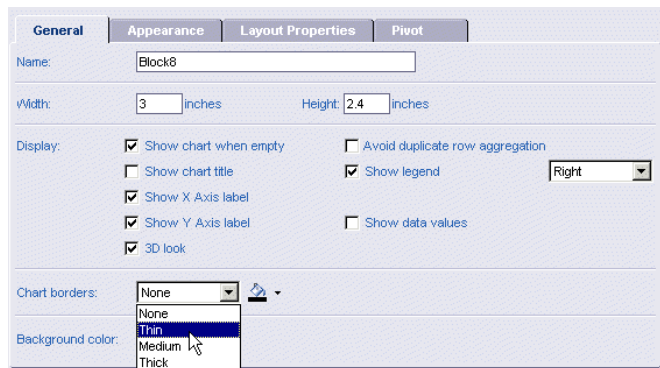 General Appearance Layout Properties Pivot
Name: Block8
Width: 3 inches Height: 2.4 inches
Display: Show chart when empty Avoid duplicate row aggregation
Show chart title Show legend Right
Show X Axis label
Show Y Axis label Show data values
3D look
Chart borders: None
None
Thin
Background color: Medium
Thick